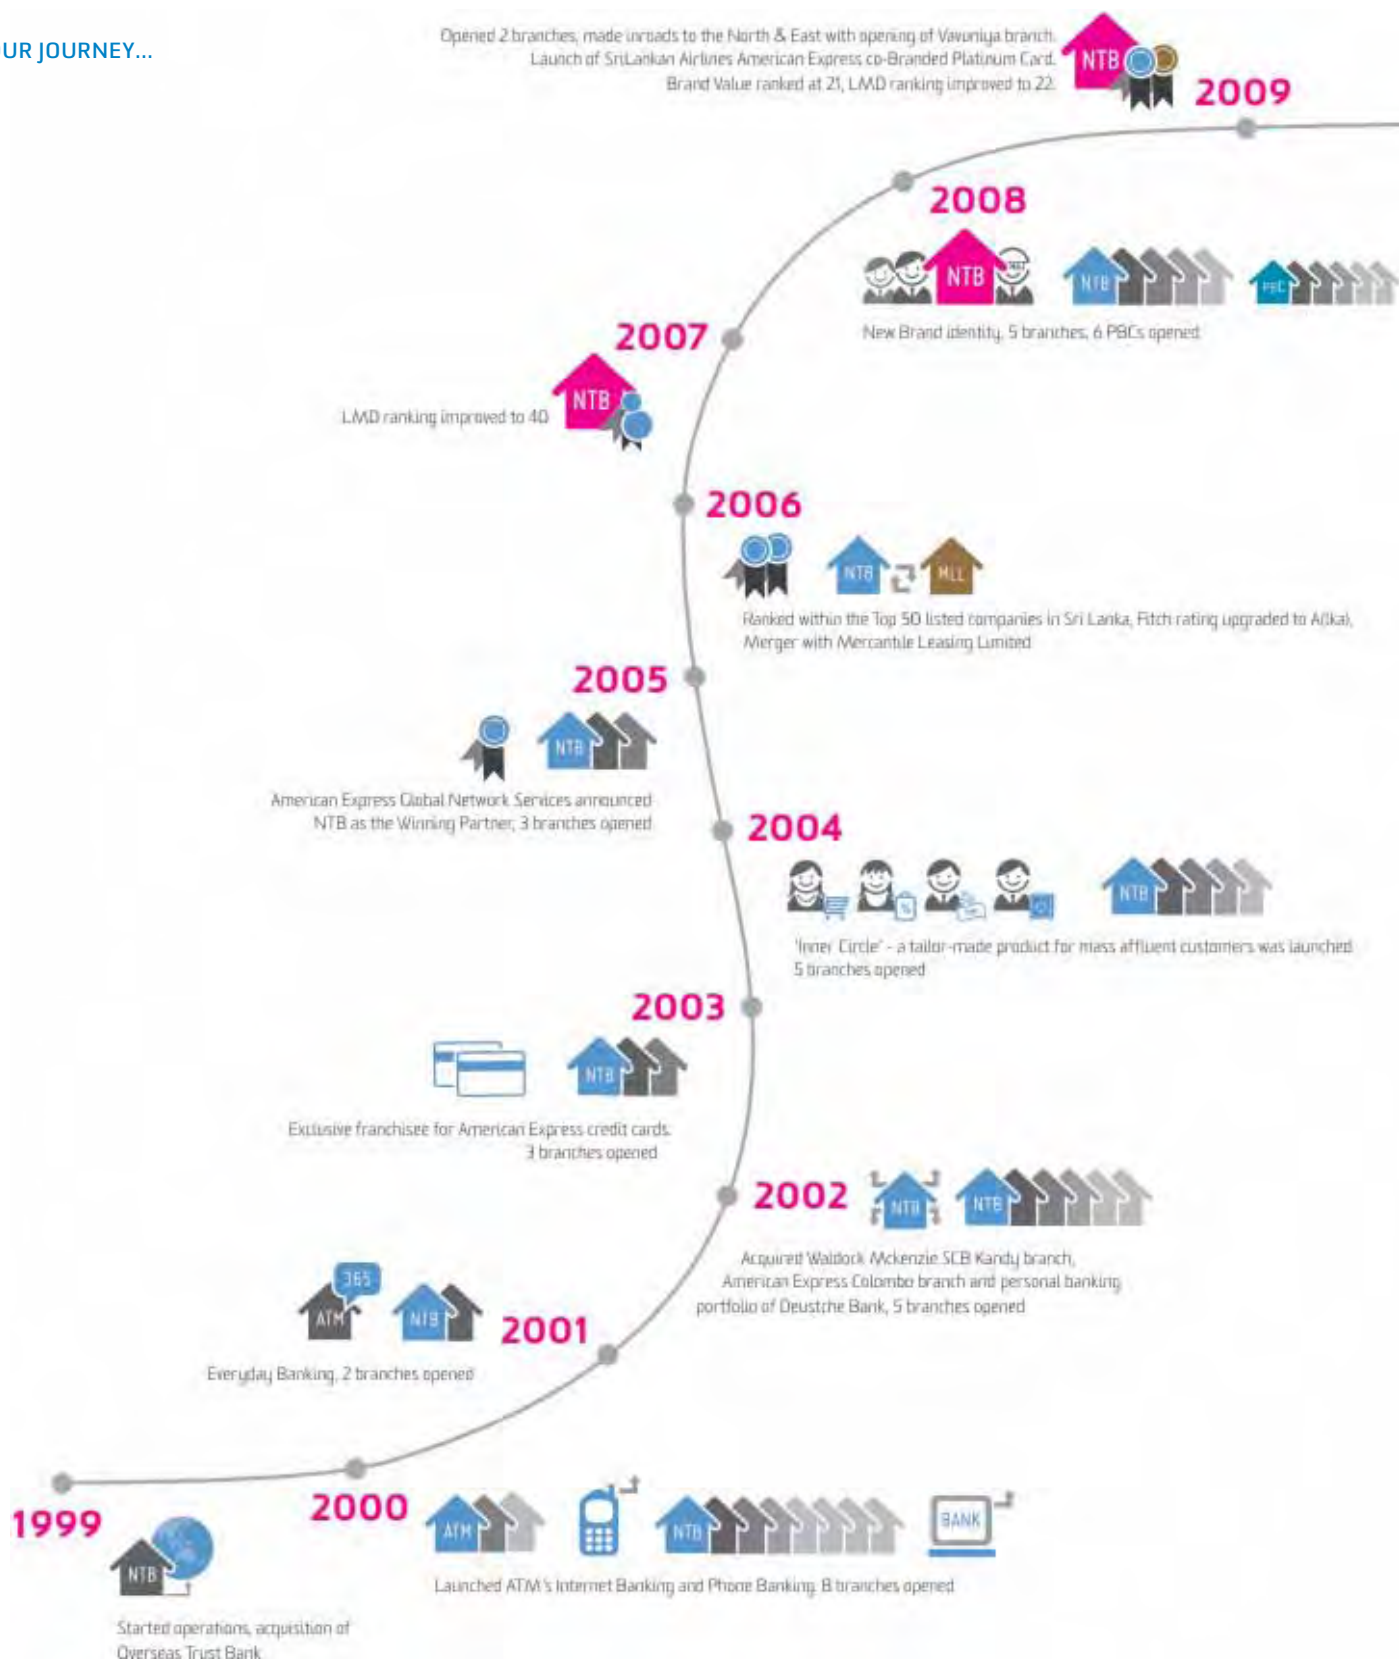 OUR JOURNEY...
Opened 2 branches, made inroads to the North & East with opening of Vavuniya branch.
Launch of SriLankan Airlines American Express co-Branded Platinum Card.
Brand Value ranked at 21, LMD ranking improved to 22.
NTB
2009
2008
NTB
NTB
PBC
New Brand identity, 5 branches, 6 PBCs opened
2007
NTB
LMD ranking improved to 40
2006
NTB
MLL
Ranked within the Top 50 listed companies in Sri Lanka, Fitch rating upgraded to A(lka),
Merger with Mercantile Leasing Limited
2005
NTB
American Express Global Network Services announced
NTB as the Winning Partner, 3 branches opened
2004
%
NTB
'Inner Circle' - a tailor-made product for mass affluent customers was launched
5 branches opened
2003
NTB
Exclusive franchisee for American Express credit cards.
3 branches opened
2002
NTB
NTB
Acquired Waldock Mckenzie SCB Kandy branch,
American Express Colombo branch and personal banking
portfolio of Deustche Bank, 5 branches opened
365
ATM
NTB
2001
Everyday Banking, 2 branches opened
1999
NTB
Started operations, acquisition of
Overseas Trust Bank
2000
ATM
NTB
BANK
Launched ATM's Internet Banking and Phone Banking. 8 branches opened